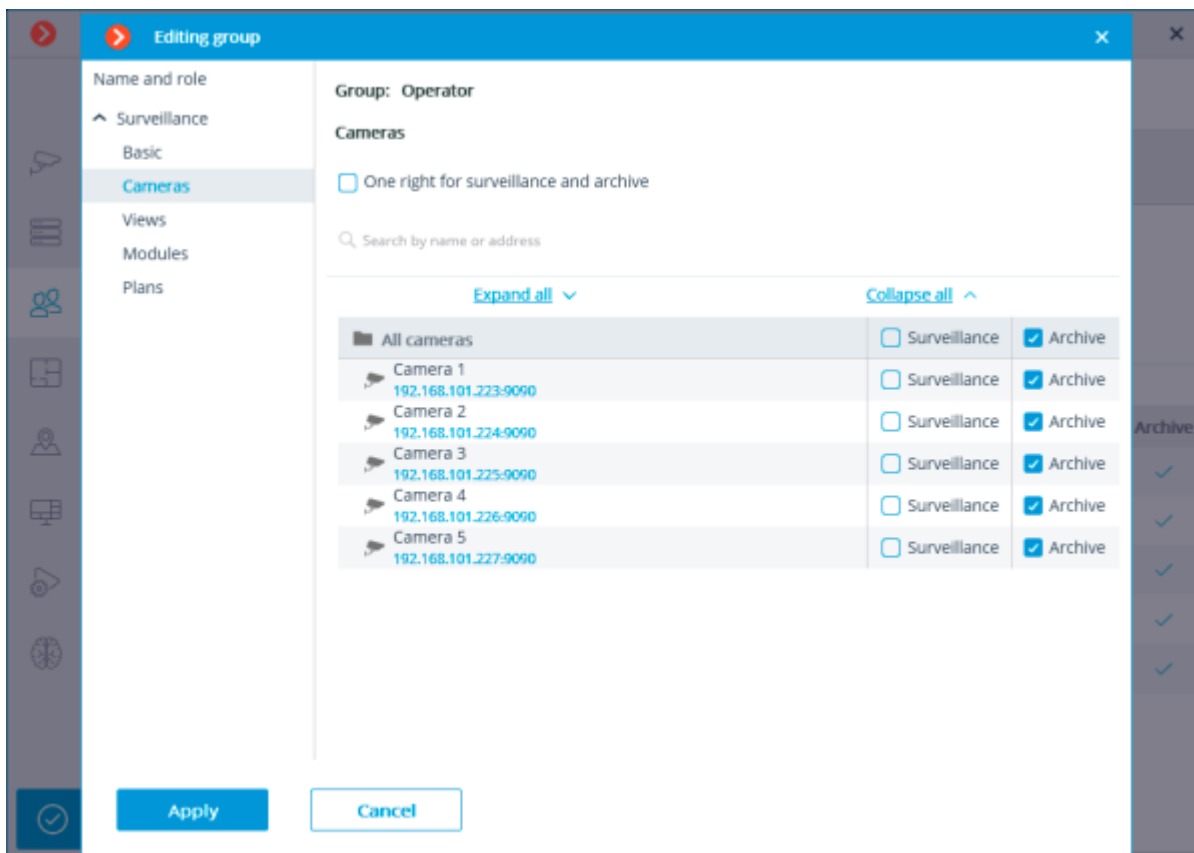 Editing group
Name and role
Surveillance
Basic
Cameras
Views
Modules
Plans
Group: Operator
Cameras
One right for surveillance and archive
Search by name or address
Expand all Collapse all
All cameras Surveillance Archive
Camera 1
192.168.101.223:9090
Surveillance Archive
Camera 2
192.168.101.224:9090
Surveillance Archive
Camera 3
192.168.101.225:9090
Surveillance Archive
Camera 4
192.168.101.226:9090
Surveillance Archive
Camera 5
192.168.101.227:9090
Surveillance Archive
Archive
Apply Cancel